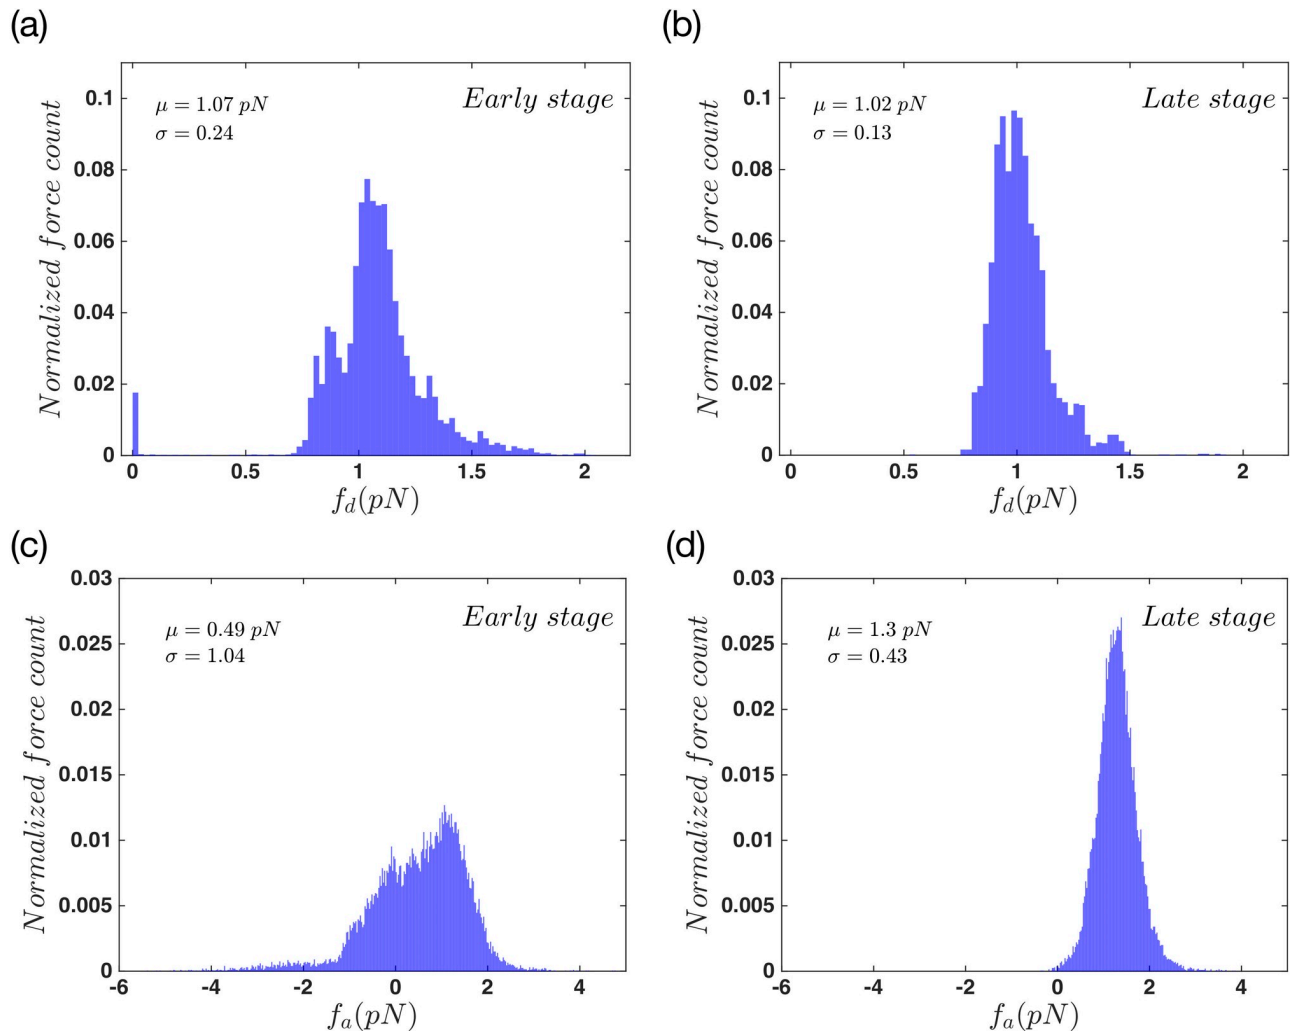 (a)
μ = 1.07 pN
σ = 0.24
Early stage
Normalized force count
0.1
0.08
0.06
0.04
0.02
0
0 0.5 1 1.5 2
f_d(pN)
(b)
μ = 1.02 pN
σ = 0.13
Late stage
Normalized force count
0.1
0.08
0.06
0.04
0.02
0
0 0.5 1 1.5 2
f_d(pN)
(c)
μ = 0.49 pN
σ = 1.04
Early stage
Normalized force count
0.03
0.025
0.02
0.015
0.01
0.005
0
-6 -4 -2 0 2 4
f_a(pN)
(d)
μ = 1.3 pN
σ = 0.43
Late stage
Normalized force count
0.03
0.025
0.02
0.015
0.01
0.005
0
-6 -4 -2 0 2 4
f_a(pN)